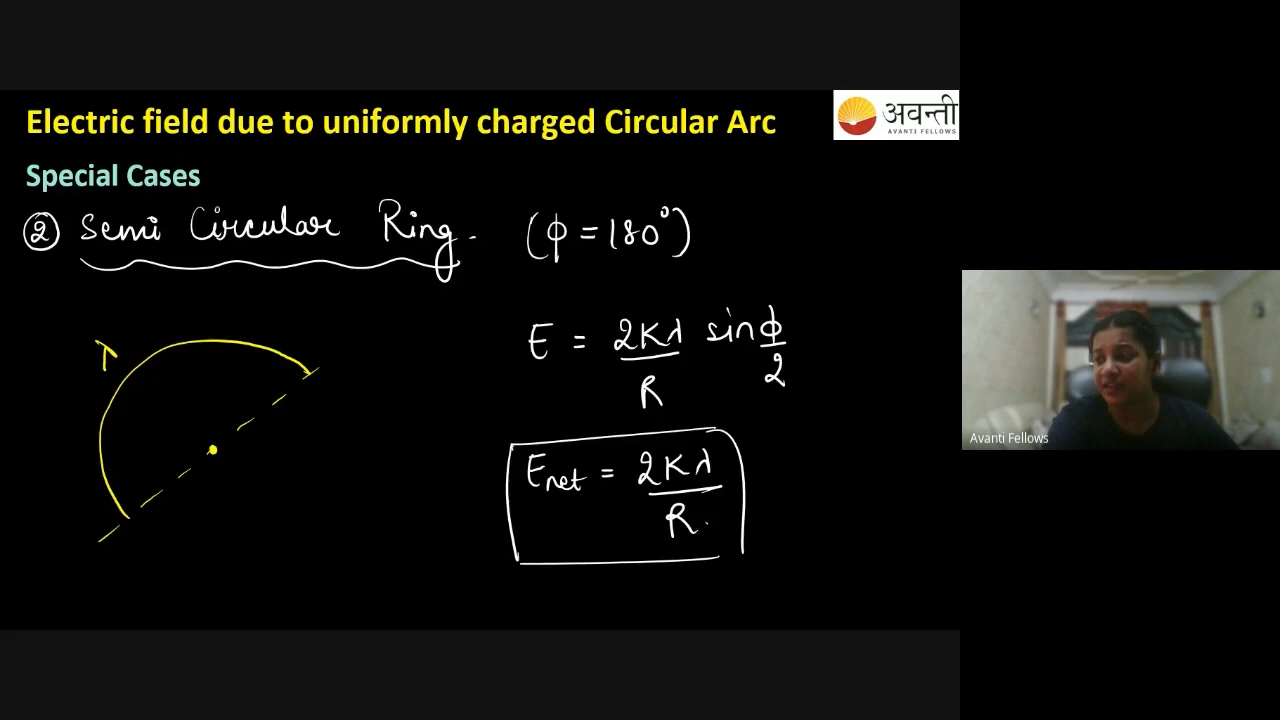 Electric field due to uniformly charged Circular Arc
अवन्ती
AVANTI FELLOWS
Special Cases
② Semi Circular Ring. (ϕ = 180°)
λ
E = 2Kλ/R sin ϕ/2
Enet = 2Kλ/R.
Avanti Fellows